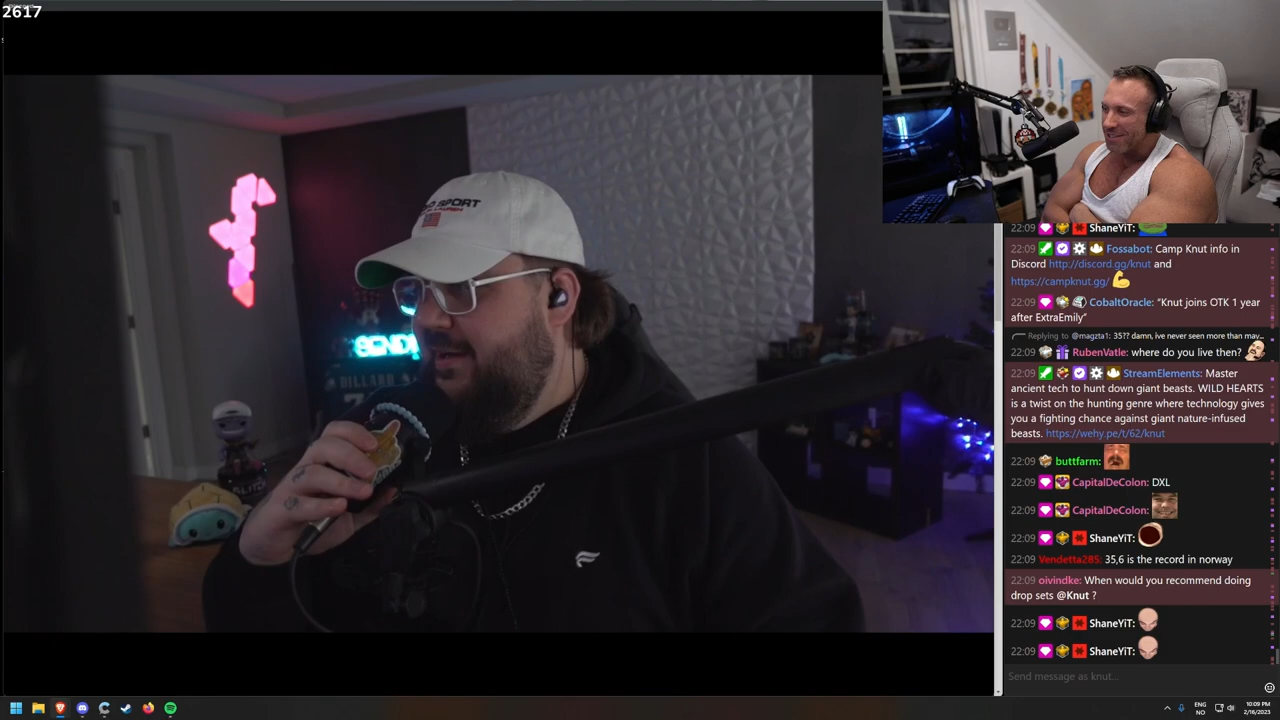 2617
SPORT
SEND
DILLARD
22:09 ShaneYiT:
22:09 Fossabot: Camp Knut info in
Discord http://discord.gg/knut and
https://campknut.gg/
22:09 CobaltOracle: “Knut joins OTK 1 year
after ExtraEmily”
Replying to @magzta1: 35?? damn, ive never seen more than may...
22:09 RubenVatle: where do you live then?
22:09 StreamElements: Master
ancient tech to hunt down giant beasts. WILD HEARTS
is a twist on the hunting genre where technology gives
you a fighting chance against giant nature-infused
beasts. https://wehy.pe/t/62/knut
22:09 buttfarm:
22:09 CapitalDeColon: DXL
22:09 CapitalDeColon:
22:09 ShaneYiT:
Vendetta285: 35,6 is the record in norway
22:09 oivindke: When would you recommend doing
drop sets @Knut ?
22:09 ShaneYiT:
22:09 ShaneYiT:
Send message as knut...
ENG
NO
10:09 PM
2/16/2023